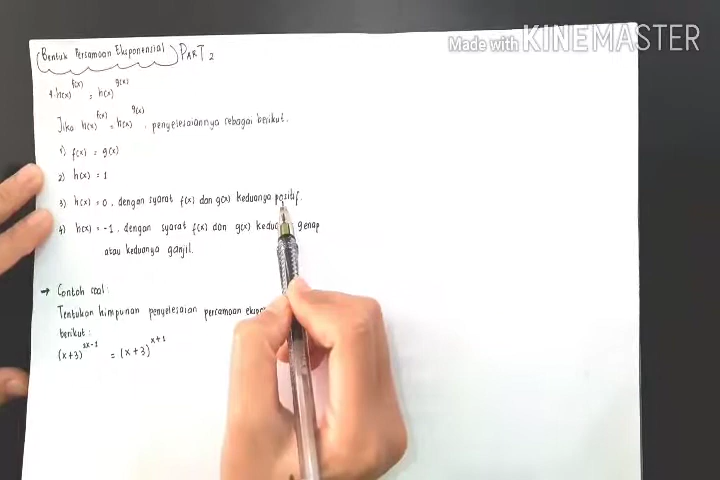 Made with KINEMASTER
(Bentuk Persamaan Eksponensial) PART 2
4. h(x)^f(x) = h(x)^g(x)
Jika h(x)^f(x) = h(x)^g(x), penyelesaiannya sebagai berikut.
1) f(x) = g(x)
2) h(x) = 1
3) h(x) = 0, dengan syarat f(x) dan g(x) keduanya positif.
4) h(x) = -1, dengan syarat f(x) dan g(x) genap
atau keduanya ganjil.
→ Contoh soal:
Tentukan himpunan penyelesaian persamaan
berikut:
(x+3)^2x-1 = (x+3)^x+1